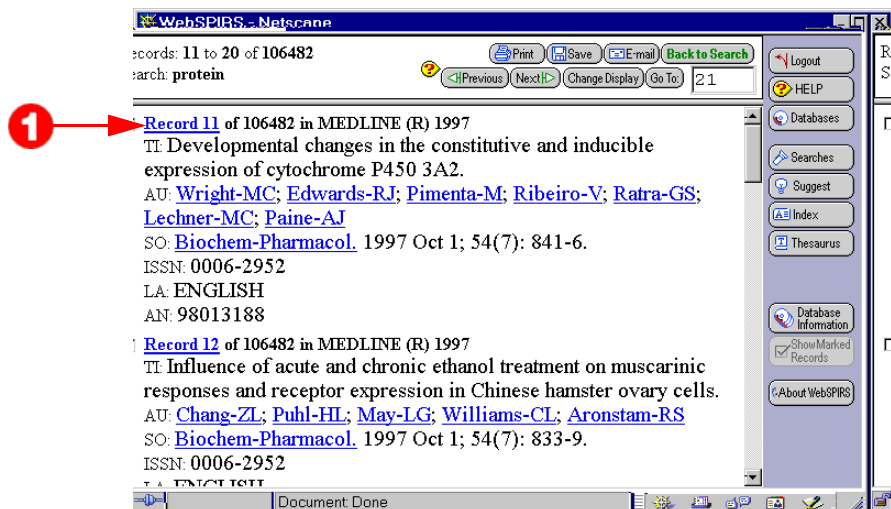 WebSPIRS - Netscape
ecords: 11 to 20 of 106482
earch: protein
Print Save E-mail Back to Search
Previous Next Change Display Go To: 21
1
Record 11 of 106482 in MEDLINE (R) 1997
TI: Developmental changes in the constitutive and inducible
expression of cytochrome P450 3A2.
AU: Wright-MC; Edwards-RJ; Pimenta-M; Ribeiro-V; Ratra-GS;
Lechner-MC; Paine-AJ
SO: Biochem-Pharmacol. 1997 Oct 1; 54(7): 841-6.
ISSN: 0006-2952
LA: ENGLISH
AN: 98013188
Record 12 of 106482 in MEDLINE (R) 1997
TI: Influence of acute and chronic ethanol treatment on muscarinic
responses and receptor expression in Chinese hamster ovary cells.
AU: Chang-ZL; Puhl-HL; May-LG; Williams-CL; Aronstam-RS
SO: Biochem-Pharmacol. 1997 Oct 1; 54(7): 833-9.
ISSN: 0006-2952
LA: ENGLISH
Logout
HELP
Databases
Searches
Suggest
Index
Thesaurus
Database
Information
Show Marked
Records
About WebSPIRS
R
S
Document: Done